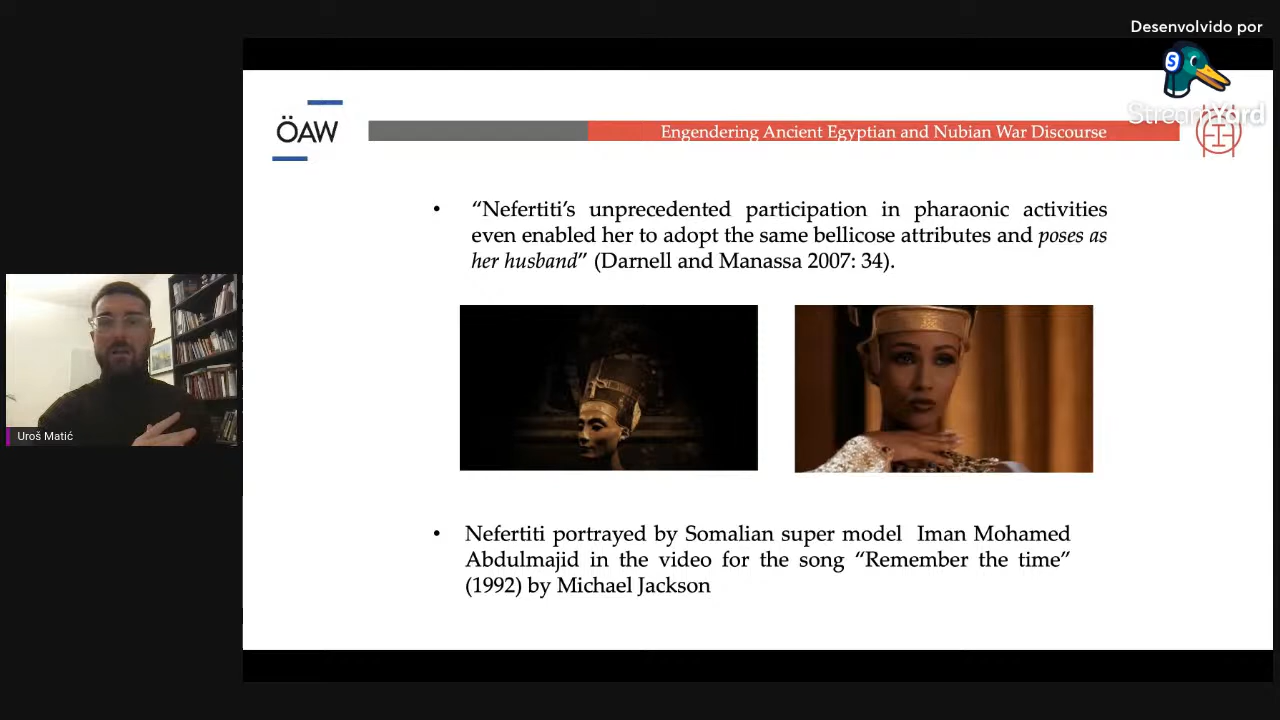 Desenvolvido por
StreamYard
ÖAW
Engendering Ancient Egyptian and Nubian War Discourse
• “Nefertiti’s unprecedented participation in pharaonic activities
even enabled her to adopt the same bellicose attributes and poses as
her husband” (Darnell and Manassa 2007: 34).
Uroš Matić
• Nefertiti portrayed by Somalian super model Iman Mohamed
Abdulmajid in the video for the song “Remember the time”
(1992) by Michael Jackson